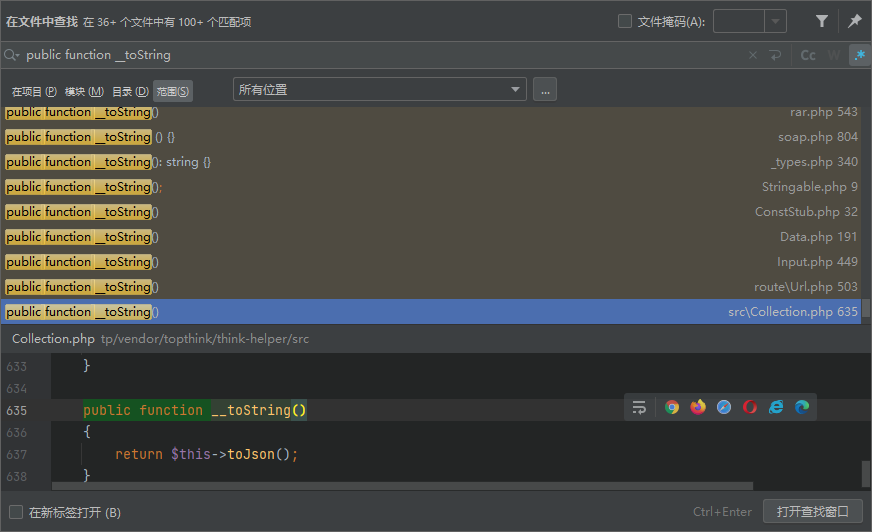 在文件中查找 在 36+ 个文件中有 100+ 个匹配项 文件掩码(A):
public function __toString Cc W .*
在项目 (P) 模块 (M) 目录 (D) 范围(S) 所有位置 ...
public function __toString() rar.php 543
public function __toString () {} soap.php 804
public function __toString(): string {} _types.php 340
public function __toString(); Stringable.php 9
public function __toString() ConstStub.php 32
public function __toString() Data.php 191
public function __toString() Input.php 449
public function __toString() route\Url.php 503
public function __toString() src\Collection.php 635
Collection.php tp/vendor/topthink/think-helper/src
633 }
634
635 public function __toString()
636 {
637 return $this->toJson();
638 }
在新标签打开 (B) Ctrl+Enter 打开查找窗口